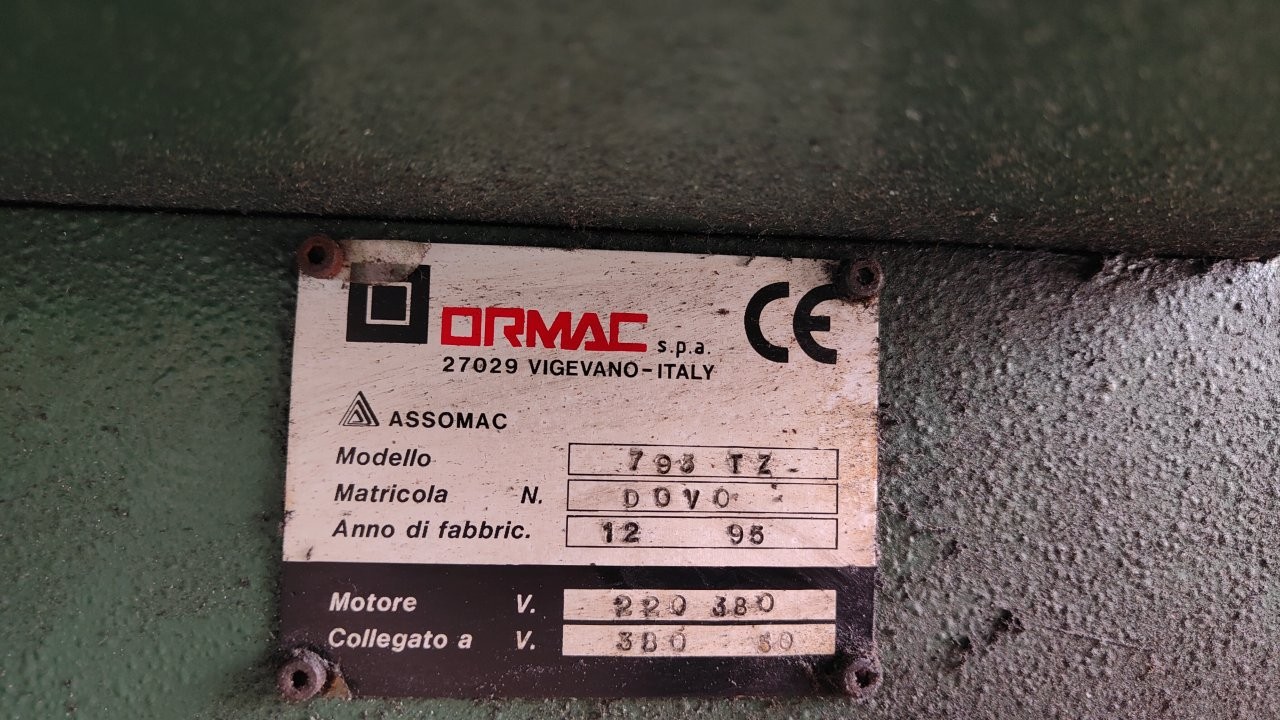 ORMAC s.p.a.
27029 VIGEVANO-ITALY
CE
ASSOMAC
Modello 793 TZ
Matricola N. DOVO
Anno di fabbric. 12 95
Motore V. 220 380
Collegato a V. 380